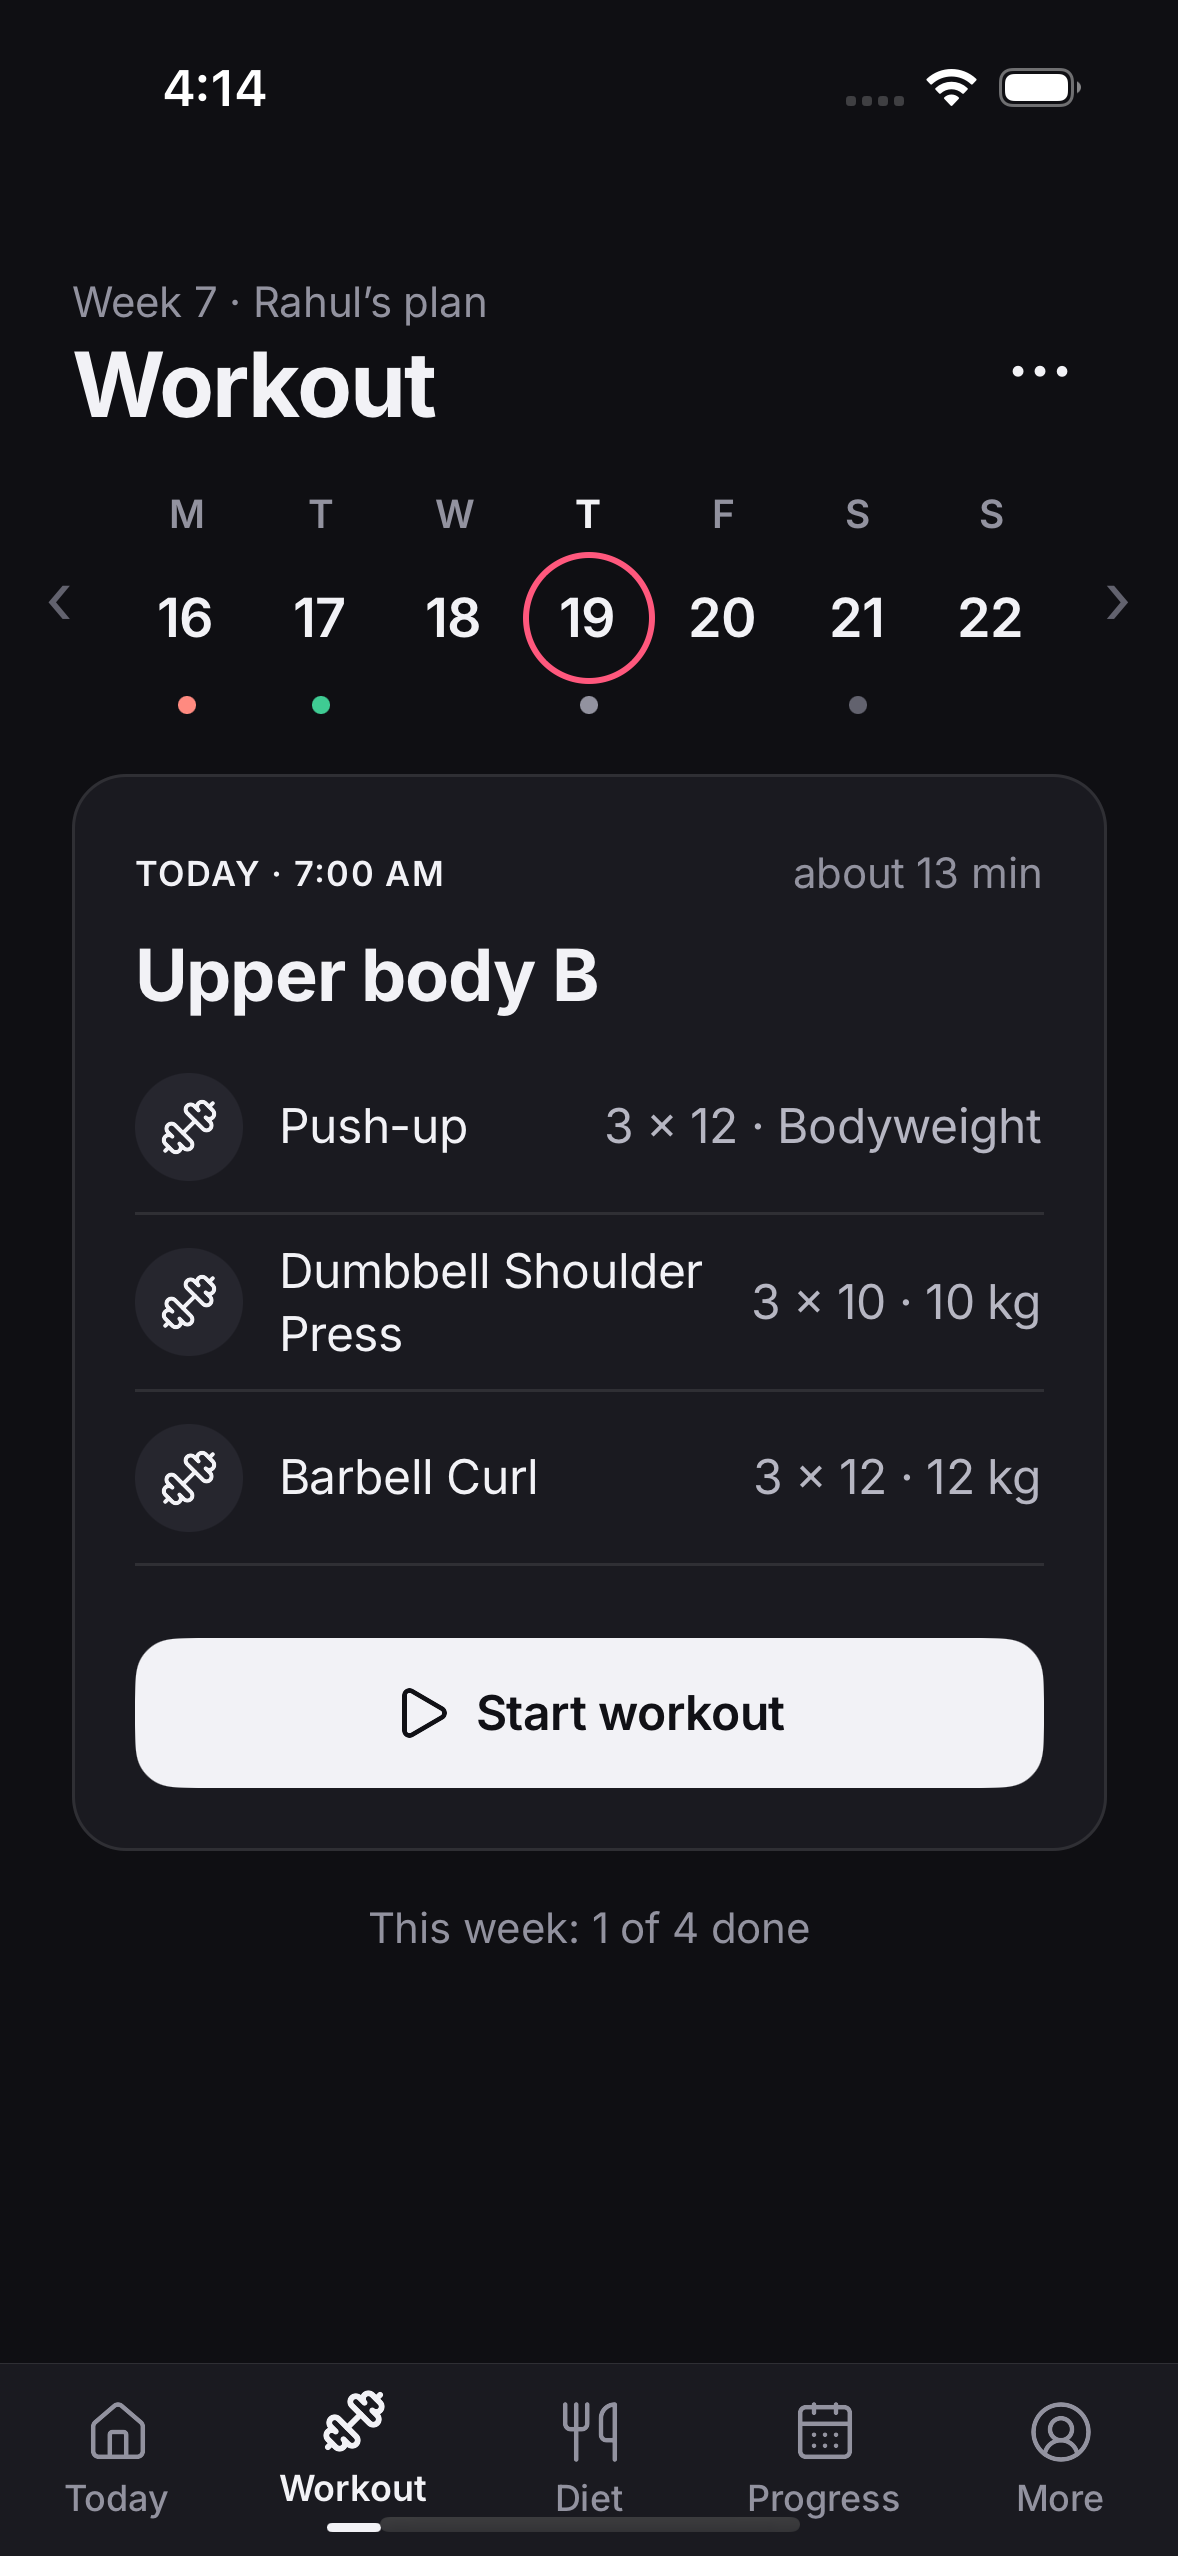 4:14
Week 7 · Rahul’s plan
Workout
M T W T F S S
16 17 18 19 20 21 22
TODAY · 7:00 AM about 13 min
Upper body B
Push-up 3 × 12 · Bodyweight
Dumbbell Shoulder
Press 3 × 10 · 10 kg
Barbell Curl 3 × 12 · 12 kg
Start workout
This week: 1 of 4 done
Today Workout Diet Progress More